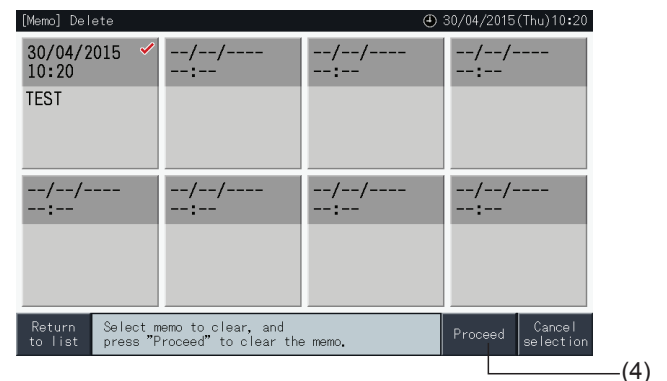 [Memo] Delete 30/04/2015(Thu)10:20
30/04/2015 --/--/---- --/--/---- --/--/----
10:20 --:-- --:-- --:--
TEST
--/--/---- --/--/---- --/--/---- --/--/----
--:-- --:-- --:-- --:--
Return to list
Select memo to clear, and
press "Proceed" to clear the memo.
Proceed
Cancel selection
(4)